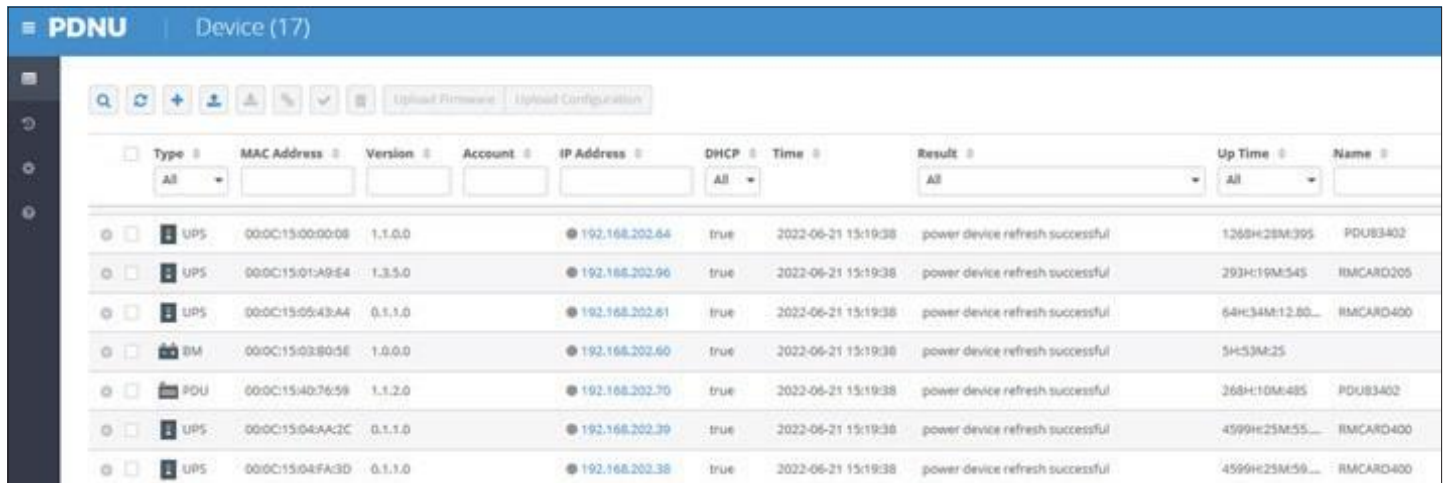 PDNU Device (17)
Upload Firmware Upload Configuration
Type MAC Address Version Account IP Address DHCP Time Result Up Time Name
All All All All
UPS 00:0C:15:00:00:08 1.1.0.0 192.168.202.64 true 2022-06-21 15:19:38 power device refresh successful 1268H:28M:39S PDU83402
UPS 00:0C:15:01:A9:E4 1.3.5.0 192.168.202.96 true 2022-06-21 15:19:38 power device refresh successful 293H:19M:54S RMCARD205
UPS 00:0C:15:05:43:A4 0.1.1.0 192.168.202.61 true 2022-06-21 15:19:38 power device refresh successful 64H:34M:12.80... RMCARD400
BM 00:0C:15:03:80:5E 1.0.0.0 192.168.202.60 true 2022-06-21 15:19:38 power device refresh successful 5H:53M:2S
PDU 00:0C:15:40:76:59 1.1.2.0 192.168.202.70 true 2022-06-21 15:19:38 power device refresh successful 268H:10M:48S PDU83402
UPS 00:0C:15:04:AA:2C 0.1.1.0 192.168.202.39 true 2022-06-21 15:19:38 power device refresh successful 4599H:25M:55.... RMCARD400
UPS 00:0C:15:04:FA:3D 0.1.1.0 192.168.202.38 true 2022-06-21 15:19:38 power device refresh successful 4599H:25M:59.... RMCARD400